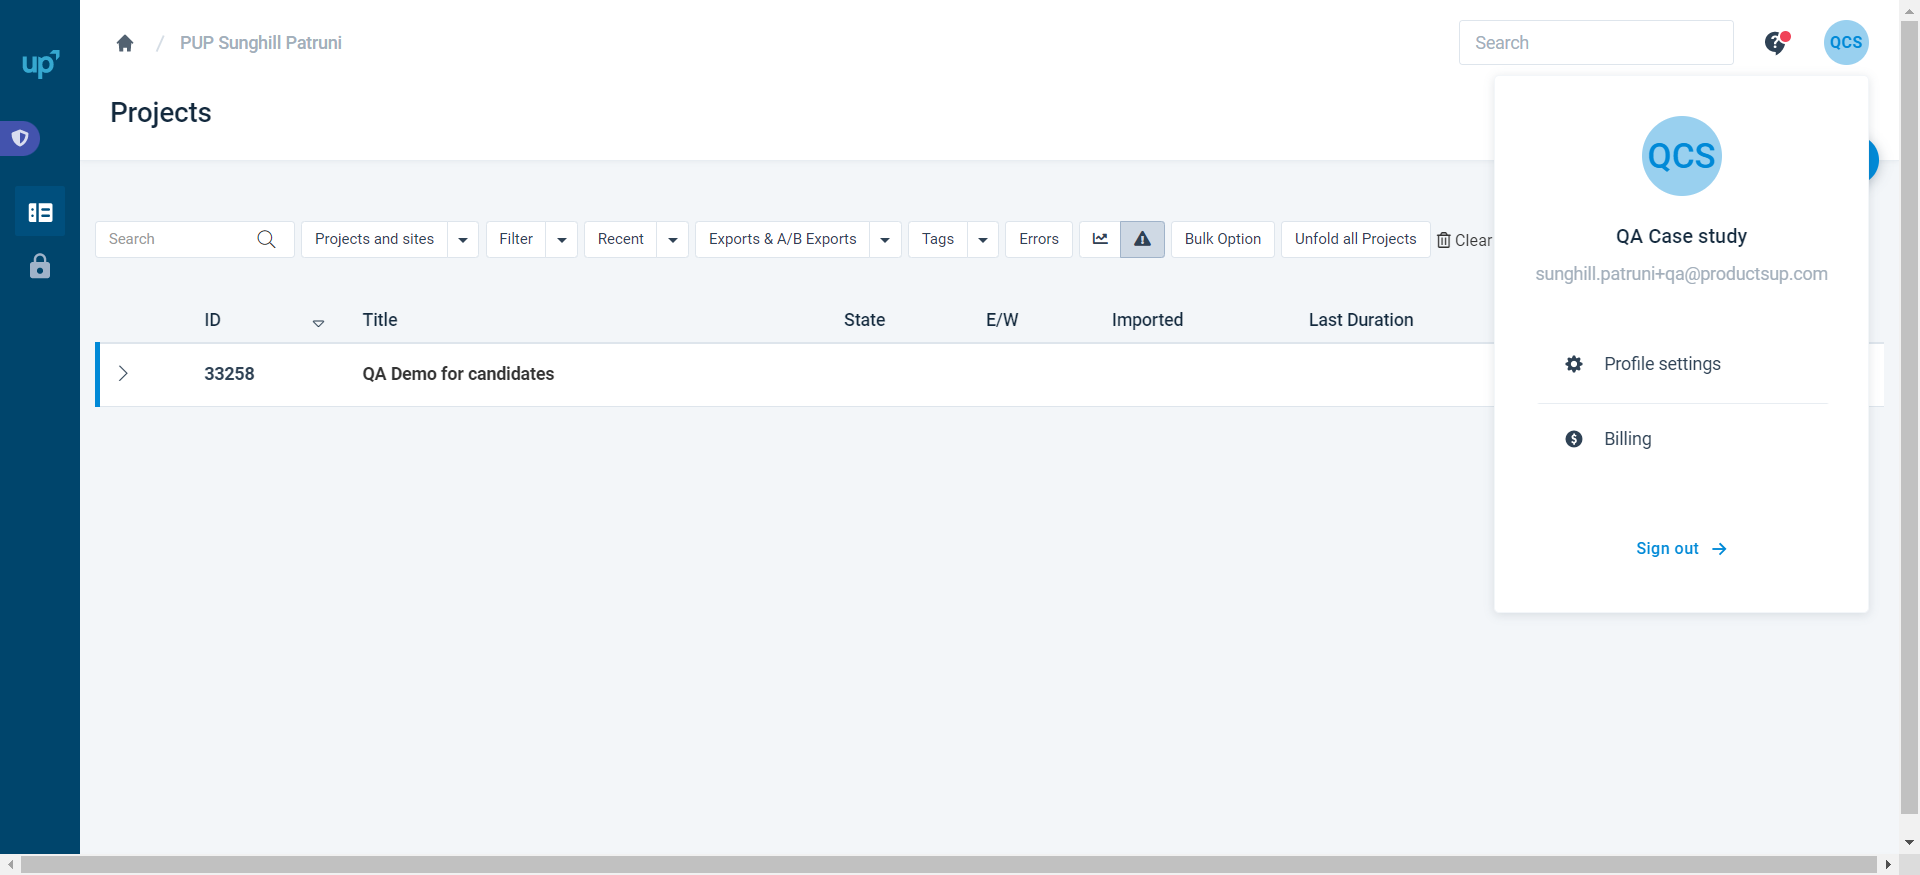 up
PUP Sunghill Patruni
Search
QCS
Projects
QCS
QA Case study
sunghill.patruni+qa@productsup.com
Profile settings
Billing
Sign out
Search
Projects and sites
Filter
Recent
Exports & A/B Exports
Tags
Errors
Bulk Option
Unfold all Projects
Clear
ID
Title
State
E/W
Imported
Last Duration
33258
QA Demo for candidates